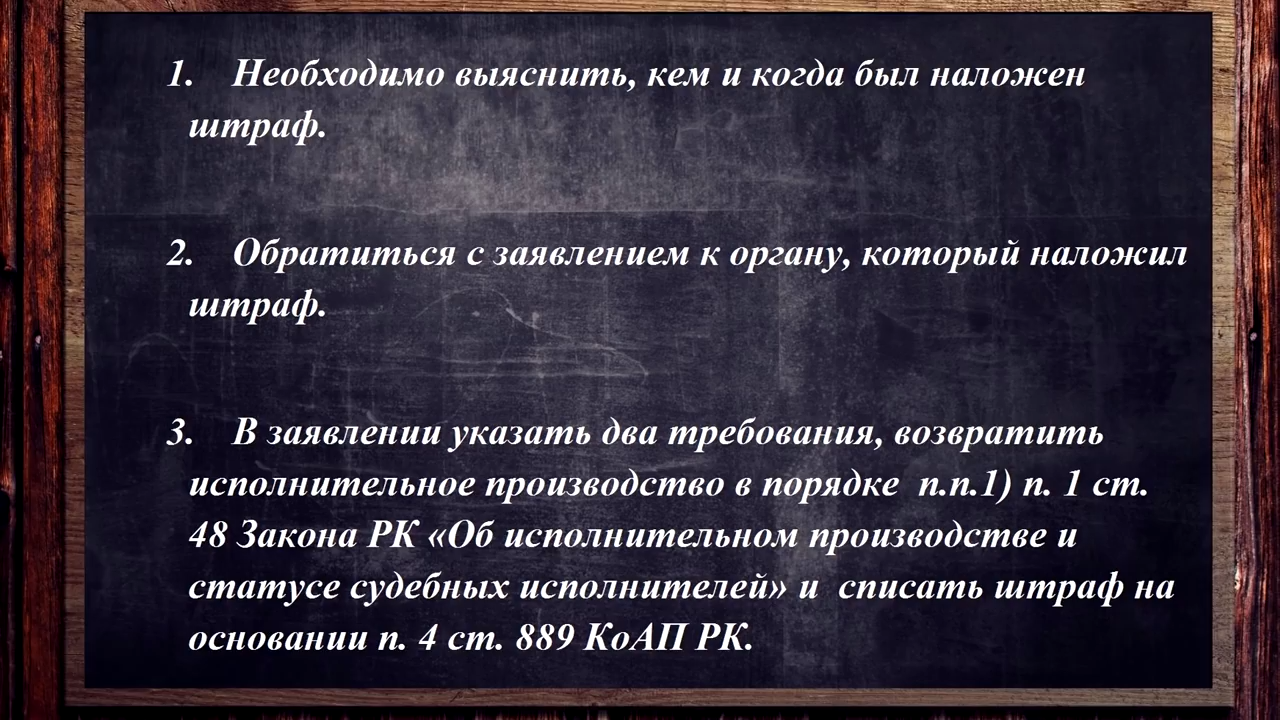 1. Необходимо выяснить, кем и когда был наложен
штраф.
2. Обратиться с заявлением к органу, который наложил
штраф.
3. В заявлении указать два требования, возвратить
исполнительное производство в порядке п.п.1) п. 1 ст.
48 Закона РК «Об исполнительном производстве и
статусе судебных исполнителей» и списать штраф на
основании п. 4 ст. 889 КоАП РК.